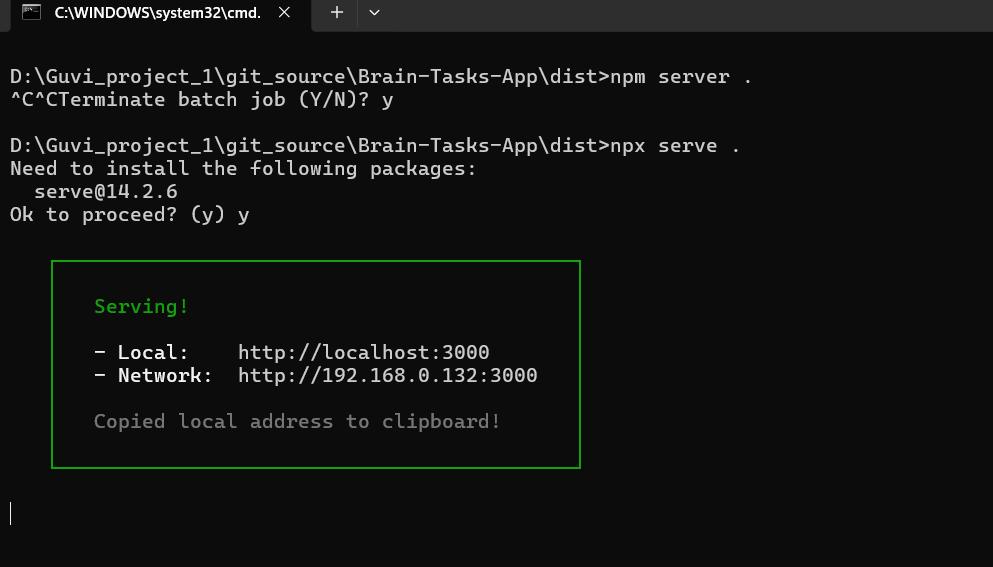 C:\WINDOWS\system32\cmd.
D:\Guvi_project_1\git_source\Brain-Tasks-App\dist>npm server .
^C^CTerminate batch job (Y/N)? y
D:\Guvi_project_1\git_source\Brain-Tasks-App\dist>npx serve .
Need to install the following packages:
serve@14.2.6
Ok to proceed? (y) y
Serving!
- Local: http://localhost:3000
- Network: http://192.168.0.132:3000
Copied local address to clipboard!